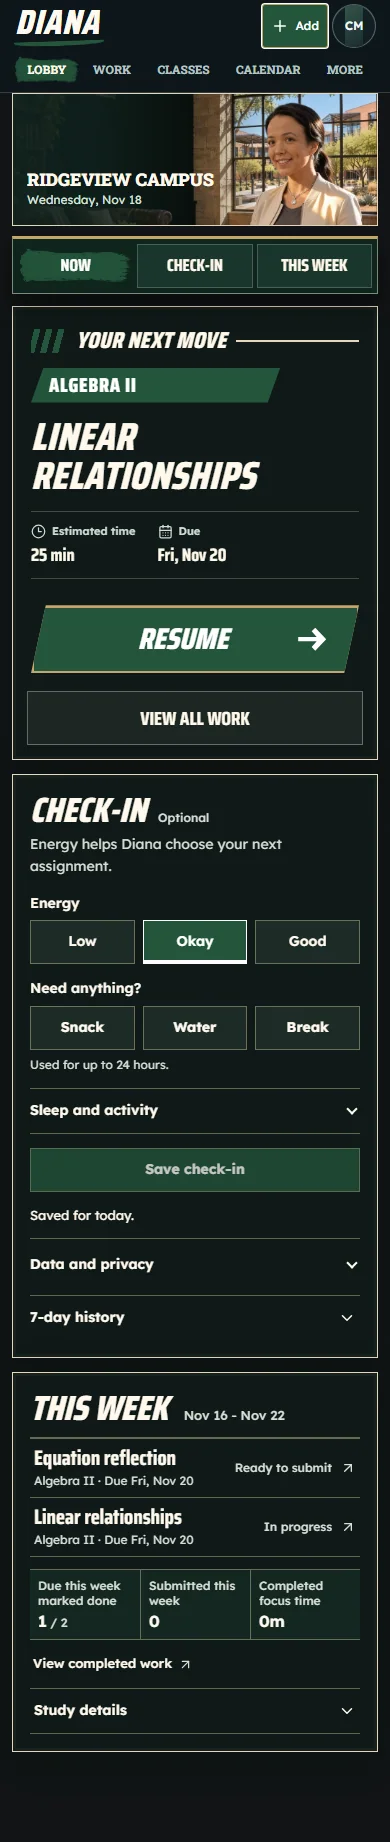 DIANA
Add
CM
LOBBY
WORK
CLASSES
CALENDAR
MORE
RIDGEVIEW CAMPUS
Wednesday, Nov 18
NOW
CHECK-IN
THIS WEEK
YOUR NEXT MOVE
ALGEBRA II
LINEAR
RELATIONSHIPS
Estimated time
25 min
Due
Fri, Nov 20
RESUME
VIEW ALL WORK
CHECK-IN Optional
Energy helps Diana choose your next
assignment.
Energy
Low
Okay
Good
Need anything?
Snack
Water
Break
Used for up to 24 hours.
Sleep and activity
Save check-in
Saved for today.
Data and privacy
7-day history
THIS WEEK Nov 16 - Nov 22
Equation reflection
Algebra II · Due Fri, Nov 20
Ready to submit
Linear relationships
Algebra II · Due Fri, Nov 20
In progress
Due this week
marked done
1 / 2
Submitted this
week
0
Completed
focus time
0m
View completed work
Study details